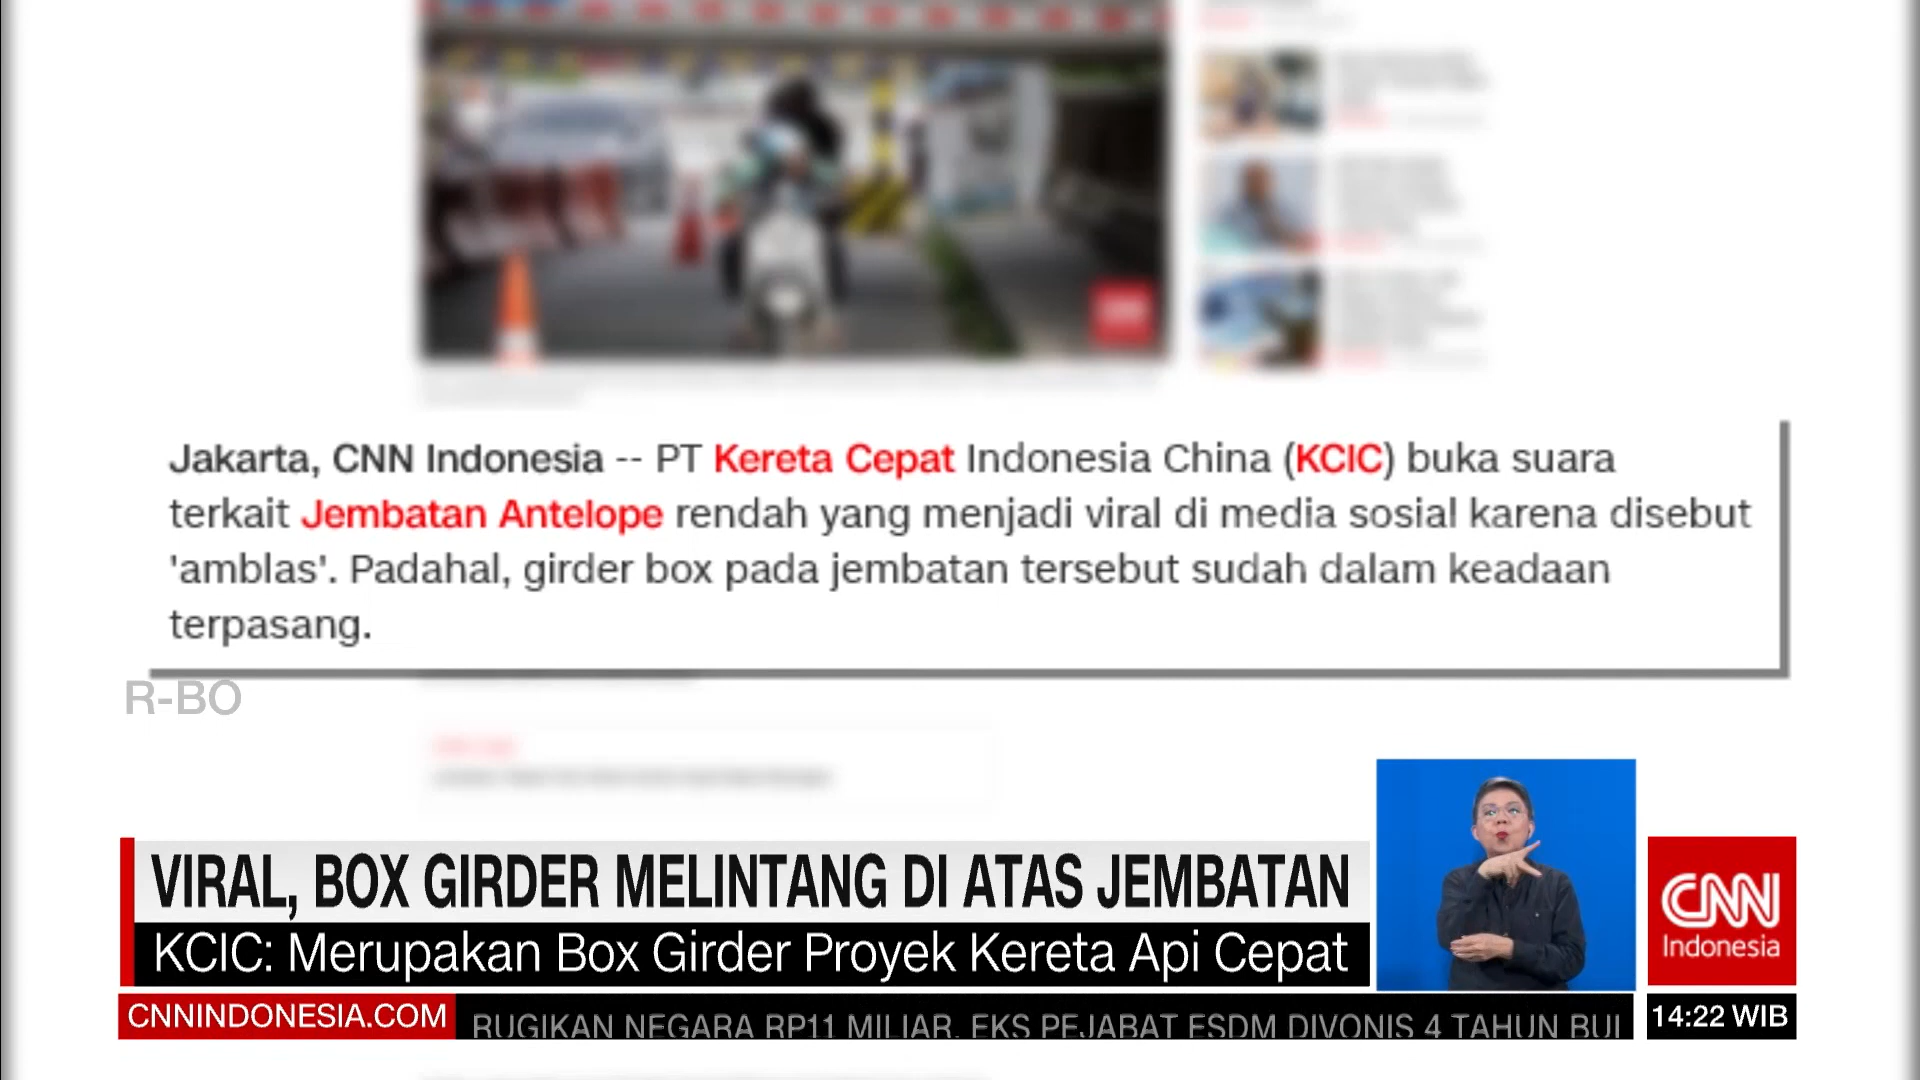 Jakarta, CNN Indonesia -- PT Kereta Cepat Indonesia China (KCIC) buka suara
terkait Jembatan Antelope rendah yang menjadi viral di media sosial karena disebut
'amblas'. Padahal, girder box pada jembatan tersebut sudah dalam keadaan
terpasang.
R-BO
VIRAL, BOX GIRDER MELINTANG DI ATAS JEMBATAN
KCIC: Merupakan Box Girder Proyek Kereta Api Cepat
CNN
Indonesia
CNNINDONESIA.COM
RUGIKAN NEGARA RP11 MILIAR, EKS PEJABAT ESDM DIVONIS 4 TAHUN BUI
14:22 WIB